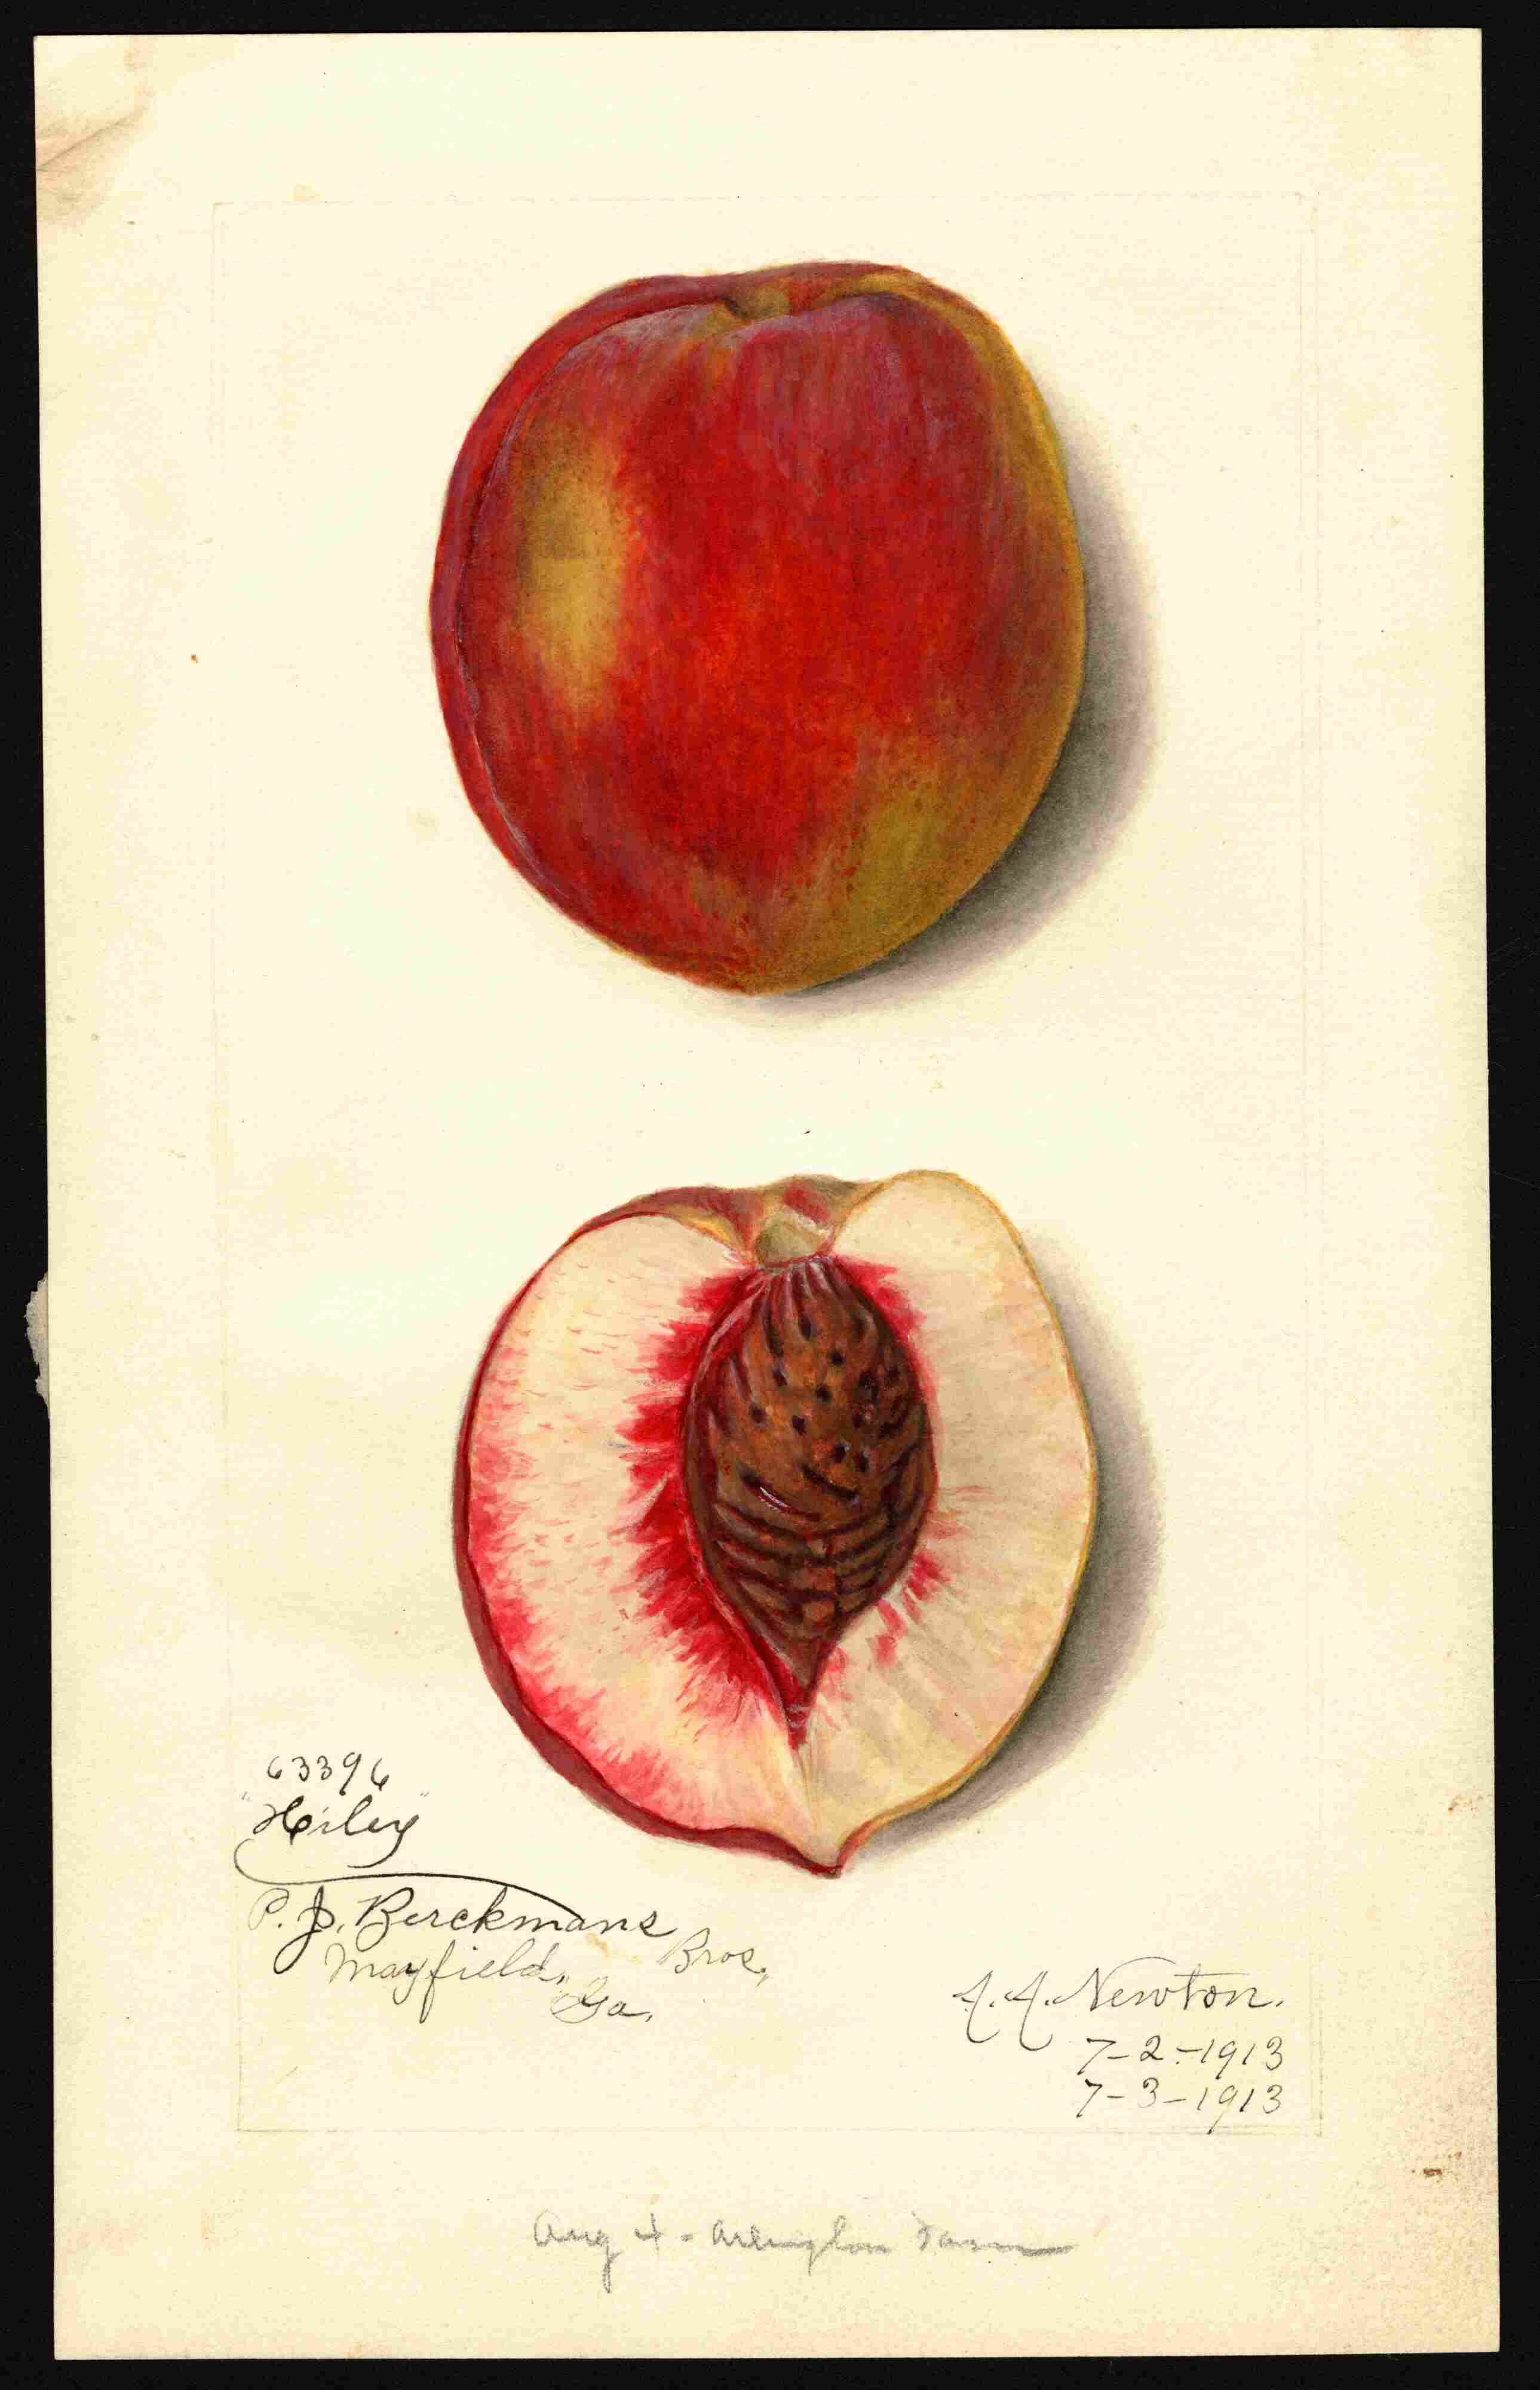 63396
"Hiley"
P. J. Berckmans
Bros.,
Mayfield,
Ga.
A. A. Newton.
7-2-1913
7-3-1913
Aug 4 - Arlington Farm